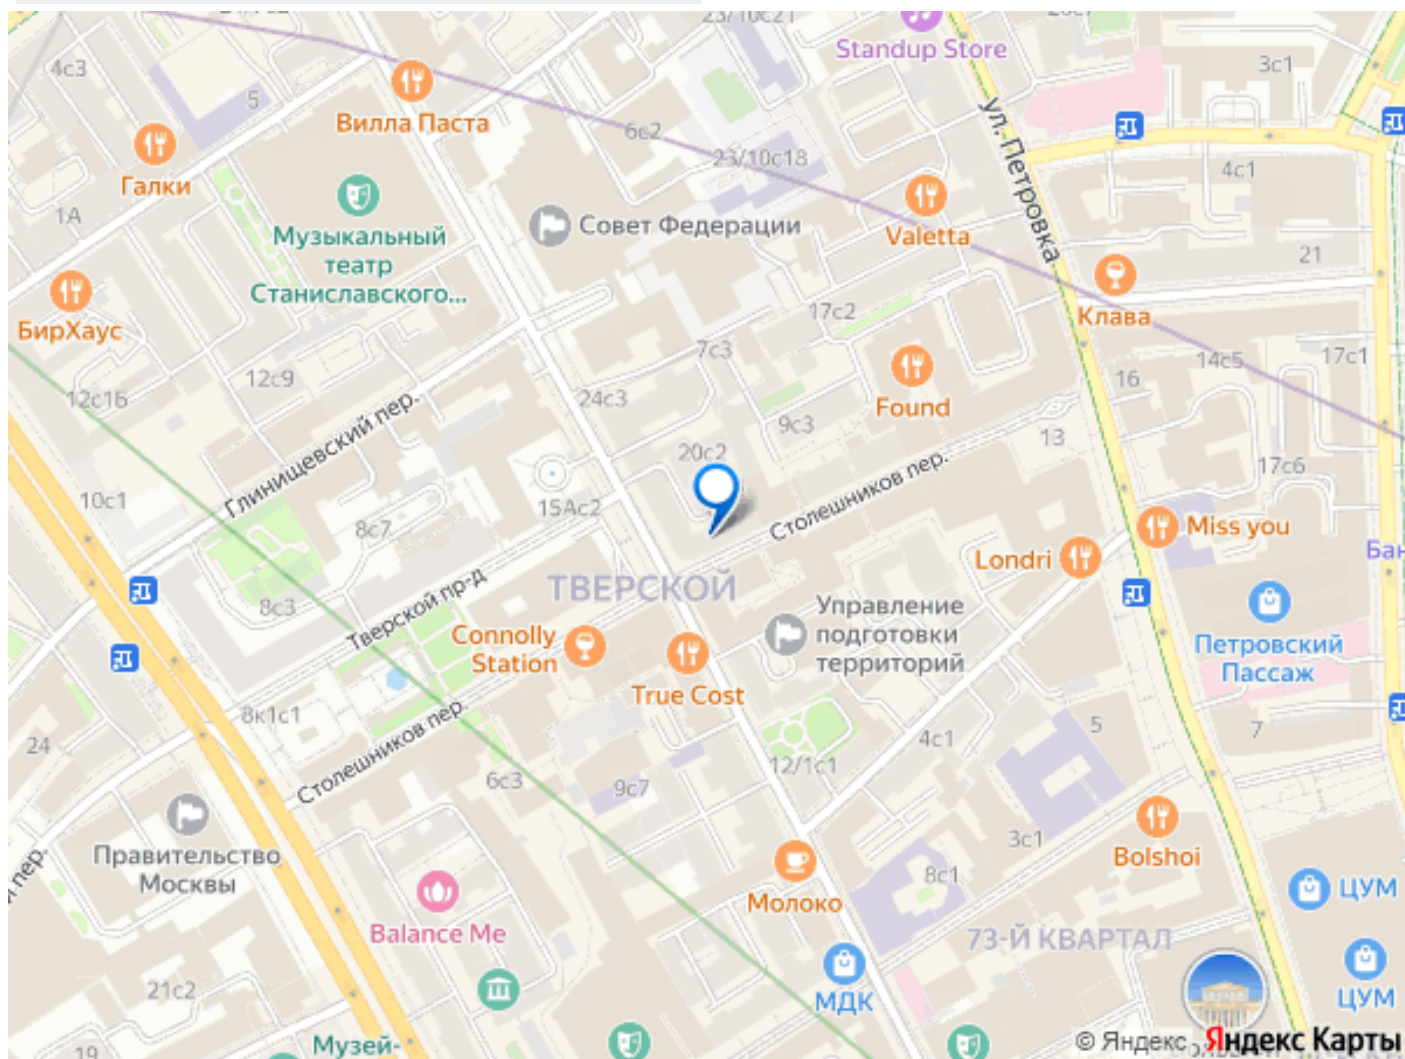 23/10с21
Standup Store
4с3
3с1
5
Вилла Паста
ул. Петровка
6с2
23/10с18
Галки
4с1
1А
Совет Федерации
Valetta
Музыкальный
театр
Станиславского...
21
БирХаус
17с2
Клава
7с3
14с5
17с1
12с9
16
12с1Б
24с3
Found
9с3
Глинищевский пер.
13
20с2
17с6
10с1
15Ас2
Столешников пер.
8с7
Miss you
Londri
Бан
ТВЕРСКОЙ
8с3
Тверской пр-д
Управление
подготовки
территорий
Connolly
Station
Петровский
Пассаж
True Cost
8к1с1
5
7
24
4с1
Столешников пер.
12/1с1
6с3
9с7
3с1
Правительство
Москвы
Bolshoi
й пер.
8с1
ЦУМ
Молоко
Balance Me
73-Й КВАРТАЛ
21с2
МДК
ЦУМ
19
Музей-
© Яндекс Яндекс Карты